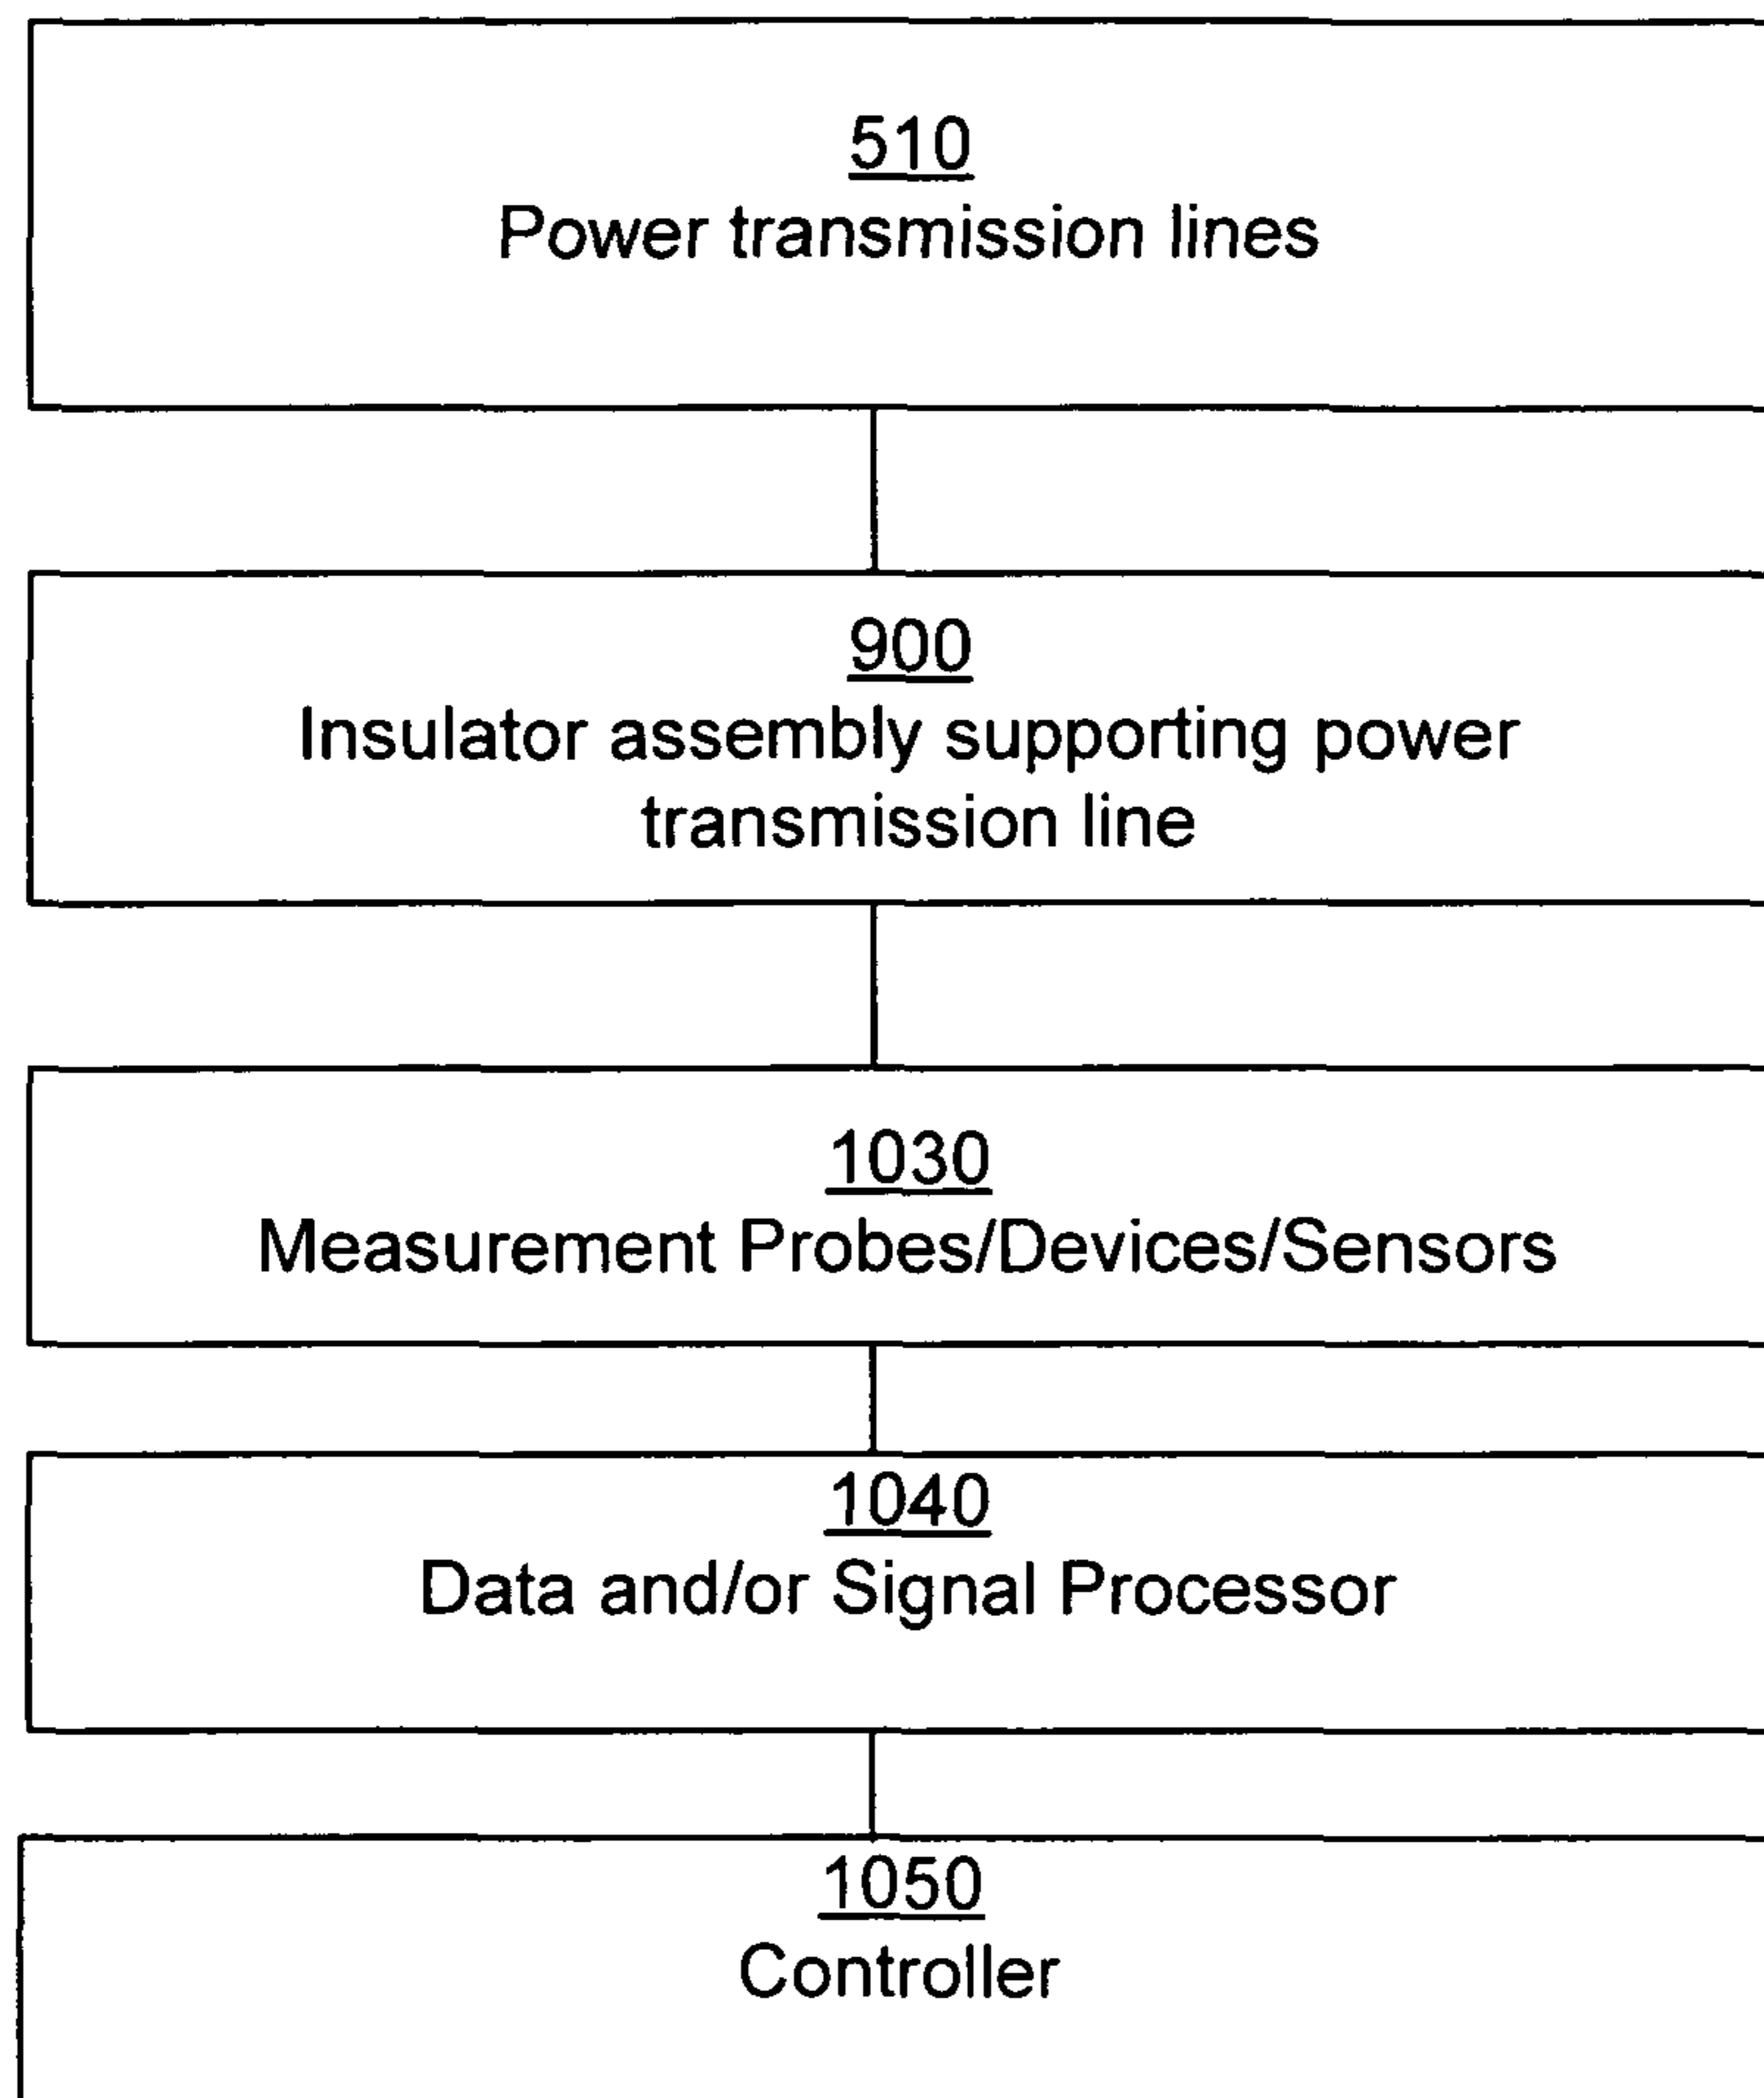 510
Power transmission lines
900
Insulator assembly supporting power
transmission line
1030
Measurement Probes/Devices/Sensors
1040
Data and/or Signal Processor
1050
Controller